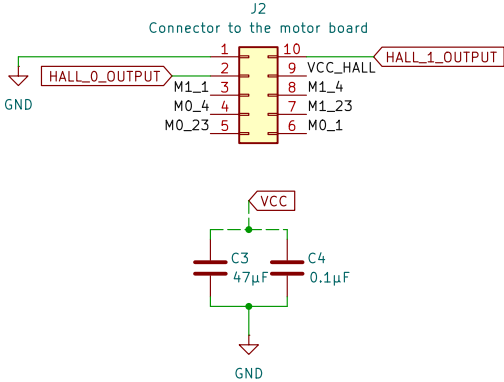 J2
Connector to the motor board
1 10 HALL_1_OUTPUT
HALL_0_OUTPUT 2 9 VCC_HALL
GND
M1_1 3 8 M1_4
M0_4 4 7 M1_23
M0_23 5 6 M0_1
VCC
C3 C4
47µF 0.1µF
GND